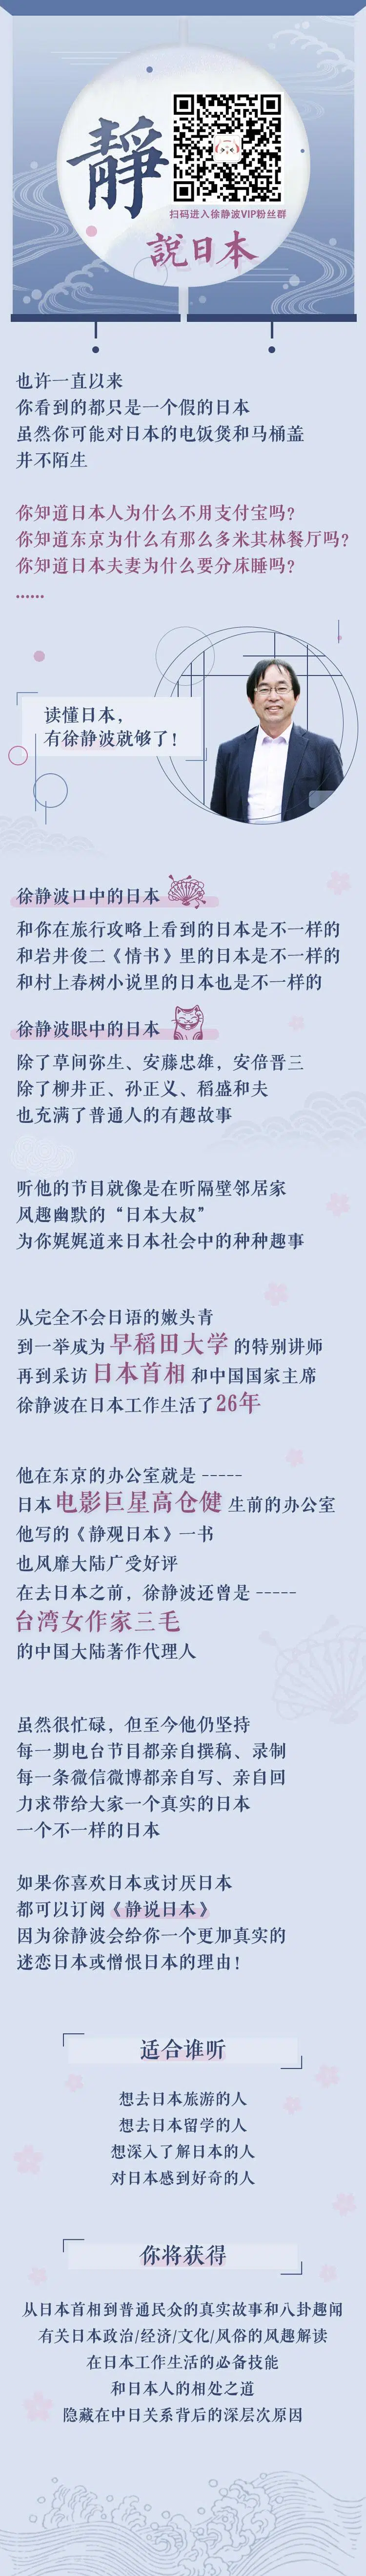 靜
扫码进入徐静波VIP粉丝群
説日本
也许一直以来
你看到的都只是一个假的日本
虽然你可能对日本的电饭煲和马桶盖
并不陌生
你知道日本人为什么不用支付宝吗？
你知道东京为什么有那么多米其林餐厅吗？
你知道日本夫妻为什么要分床睡吗？
……
读懂日本，
有徐静波就够了！
徐静波口中的日本
和你在旅行攻略上看到的日本是不一样的
和岩井俊二《情书》里的日本是不一样的
和村上春树小说里的日本也是不一样的
徐静波眼中的日本
除了草间弥生、安藤忠雄，安倍晋三
除了柳井正、孙正义、稻盛和夫
也充满了普通人的有趣故事
听他的节目就像是在听隔壁邻居家
风趣幽默的“日本大叔”
为你娓娓道来日本社会中的种种趣事
从完全不会日语的嫩头青
到一举成为早稻田大学的特别讲师
再到采访日本首相和中国国家主席
徐静波在日本工作生活了26年
他在东京的办公室就是-----
日本电影巨星高仓健生前的办公室
他写的《静观日本》一书
也风靡大陆广受好评
在去日本之前，徐静波还曾是-----
台湾女作家三毛
的中国大陆著作代理人
虽然很忙碌，但至今他仍坚持
每一期电台节目都亲自撰稿、录制
每一条微信微博都亲自写、亲自回
力求带给大家一个真实的日本
一个不一样的日本
如果你喜欢日本或讨厌日本
都可以订阅《静说日本》
因为徐静波会给你一个更加真实的
迷恋日本或憎恨日本的理由！
适合谁听
想去日本旅游的人
想去日本留学的人
想深入了解日本的人
对日本感到好奇的人
你将获得
从日本首相到普通民众的真实故事和八卦趣闻
有关日本政治/经济/文化/风俗的风趣解读
在日本工作生活的必备技能
和日本人的相处之道
隐藏在中日关系背后的深层次原因